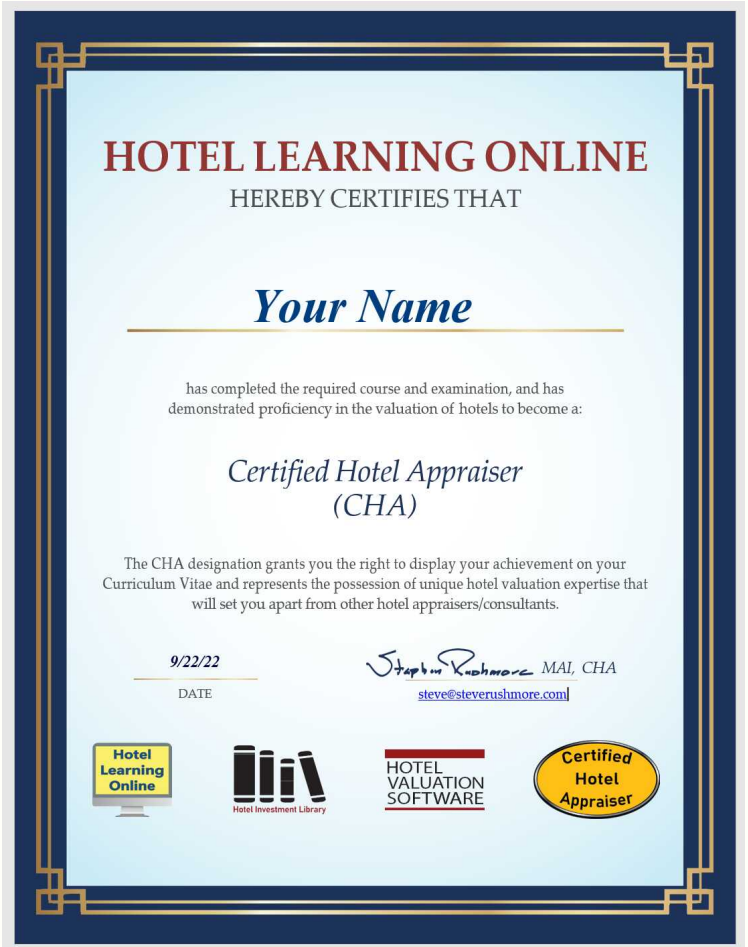 HOTEL LEARNING ONLINE
HEREBY CERTIFIES THAT
Your Name
has completed the required course and examination, and has
demonstrated proficiency in the valuation of hotels to become a:
Certified Hotel Appraiser
(CHA)
The CHA designation grants you the right to display your achievement on your
Curriculum Vitae and represents the possession of unique hotel valuation expertise that
will set you apart from other hotel appraisers/consultants.
9/22/22
DATE
Stephen Rushmore MAI, CHA
steve@steverushmore.com
Hotel
Learning
Online
Hotel Investment Library
HOTEL
VALUATION
SOFTWARE
Certified
Hotel
Appraiser